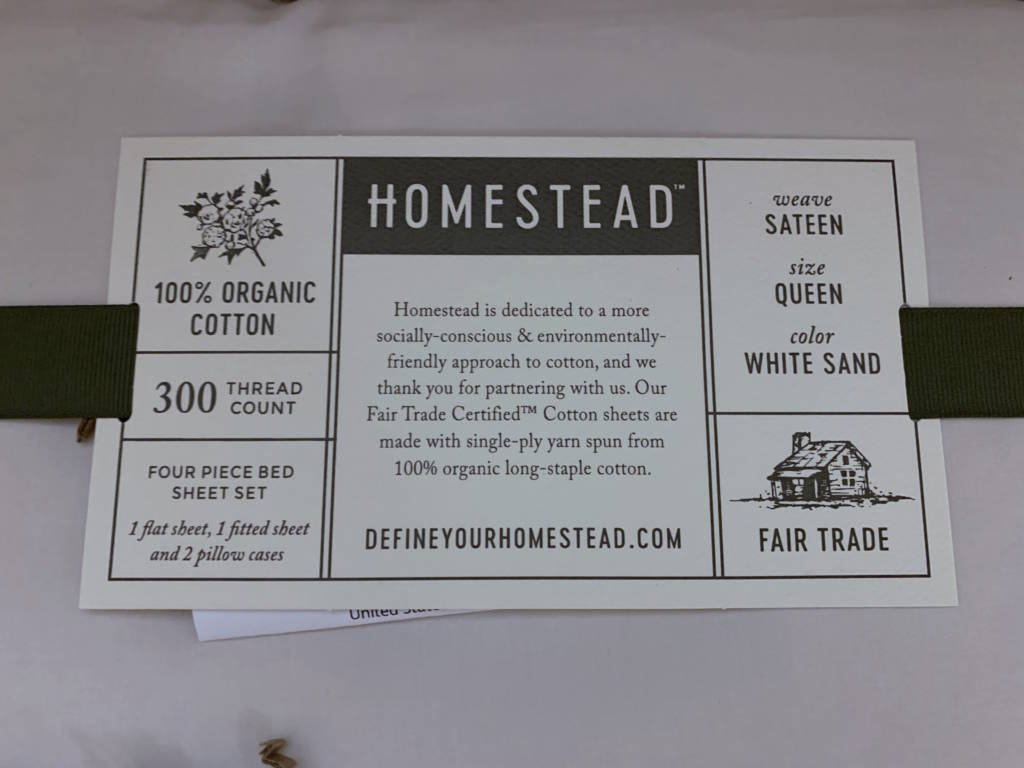 100% ORGANIC
COTTON
300 THREAD
COUNT
FOUR PIECE BED
SHEET SET
1 flat sheet, 1 fitted sheet
and 2 pillow cases
HOMESTEAD™
Homestead is dedicated to a more
socially-conscious & environmentally-
friendly approach to cotton, and we
thank you for partnering with us. Our
Fair Trade Certified™ Cotton sheets are
made with single-ply yarn spun from
100% organic long-staple cotton.
DEFINEYOURHOMESTEAD.COM
weave
SATEEN
size
QUEEN
color
WHITE SAND
FAIR TRADE
United